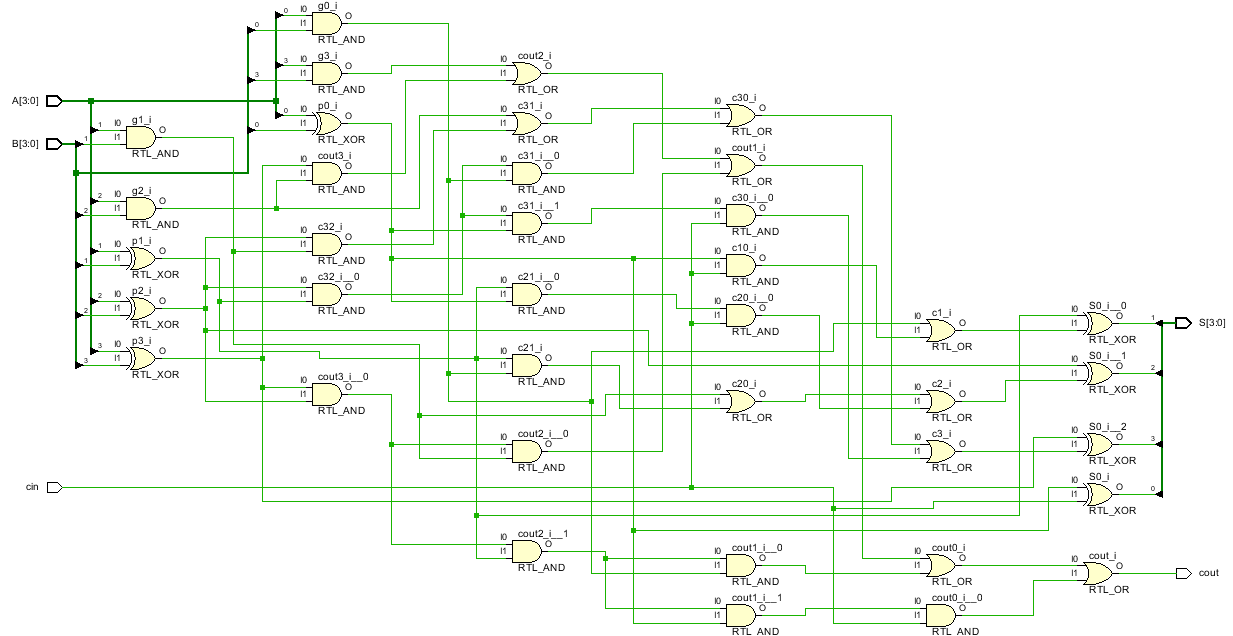 A[3:0]
B[3:0]
cin
1 I0 g1_i O
1 I1
RTL_AND
2 I0 g2_i O
2 I1
RTL_AND
1 I0 p1_i O
1 I1
RTL_XOR
2 I0 p2_i O
2 I1
RTL_XOR
3 I0 p3_i O
3 I1
RTL_XOR
0 I0 g0_i O
0 I1
RTL_AND
3 I0 g3_i O
3 I1
RTL_AND
0 I0 p0_i O
0 I1
RTL_XOR
I0 cout3_i O
I1
RTL_AND
I0 c32_i O
I1
RTL_AND
I0 c32_i__0 O
I1
RTL_AND
I0 cout3_i__0 O
I1
RTL_AND
I0 cout2_i O
I1
RTL_OR
I0 c31_i O
I1
RTL_OR
I0 c31_i__0 O
I1
RTL_AND
I0 c31_i__1 O
I1
RTL_AND
I0 c21_i__0 O
I1
RTL_AND
I0 c21_i O
I1
RTL_AND
I0 cout2_i__0 O
I1
RTL_AND
I0 cout2_i__1 O
I1
RTL_AND
I0 c30_i O
I1
RTL_OR
I0 cout1_i O
I1
RTL_OR
I0 c30_i__0 O
I1
RTL_AND
I0 c10_i O
I1
RTL_AND
I0 c20_i__0 O
I1
RTL_AND
I0 c20_i O
I1
RTL_OR
I0 cout1_i__0 O
I1
RTL_AND
I0 cout1_i__1 O
I1
RTL_AND
I0 c1_i O
I1
RTL_OR
I0 c2_i O
I1
RTL_OR
I0 c3_i O
I1
RTL_OR
I0 cout0_i O
I1
RTL_OR
I0 cout0_i__0 O
I1
RTL_AND
I0 S0_i__0 O 1
I1
RTL_XOR
I0 S0_i__1 O 2
I1
RTL_XOR
I0 S0_i__2 O 3
I1
RTL_XOR
I0 S0_i O 0
I1
RTL_XOR
I0 cout_i O
I1
RTL_OR
S[3:0]
cout